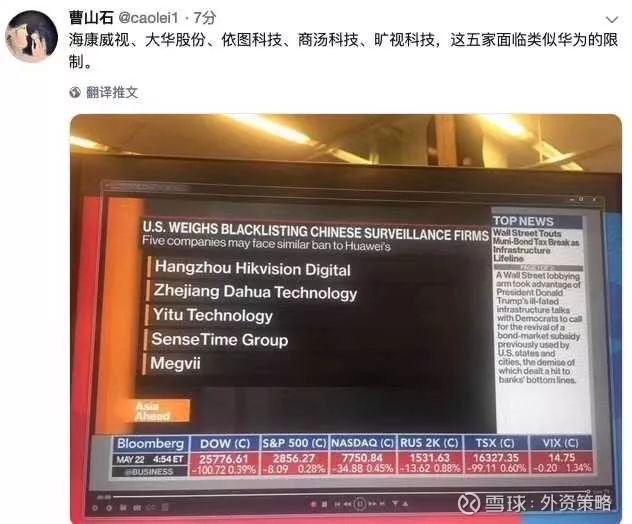 曹山石 @caolei1 · 7分
海康威视、大华股份、依图科技、商汤科技、旷视科技，这五家面临类似华为的限
制。
翻译推文
U.S. WEIGHS BLACKLISTING CHINESE SURVEILLANCE FIRMS
Five companies may face similar ban to Huawei's
Hangzhou Hikvision Digital
Zhejiang Dahua Technology
Yitu Technology
SenseTime Group
Megvii
TOP NEWS
Wall Street Touts
Muni-Bond Tax Break as
Infrastructure
Lifeline
A Wall Street lobbying
arm took advantage of
President Donald
Trump's ill-fated
infrastructure talks
with Democrats to call
for the revival of a
bond-market subsidy
previously used by
U.S. states and
cities, the demise of
which dealt a hit to
banks' bottom lines.
Asia
Ahead
Bloomberg DOW (C) S&P 500 (C) NASDAQ (C) RUS 2K (C) TSX (C) VIX (C)
MAY 22 4:54 ET 25776.61 2856.27 7750.84 1531.63 16327.35 14.75
@BUSINESS -100.72 0.39% -8.09 0.28% -34.88 0.45% -13.62 0.88% -99.11 0.60% -0.20 1.34%
雪球：外资策略